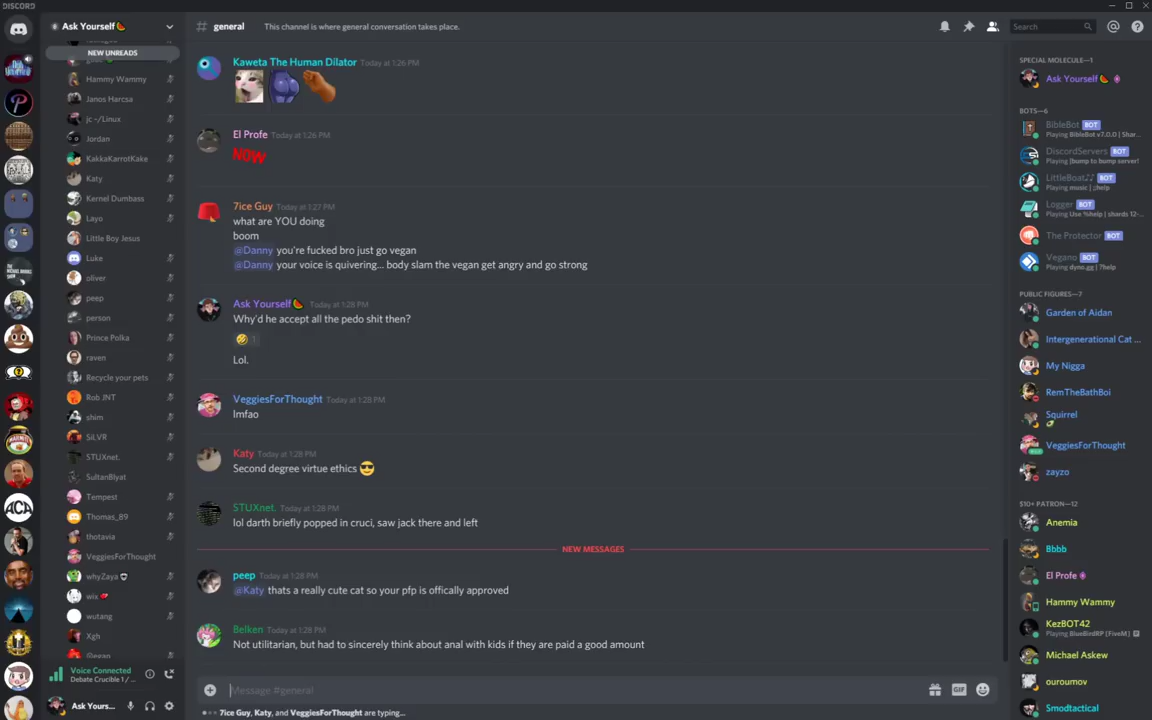 DISCORD
Ask Yourself🍉
# general
This channel is where general conversation takes place.
Search
NEW UNREADS
Hammy Wammy
Janos Harcsa
jc ~/Linux
Jordan
KakkaKarrotKake
Katy
Kernel Dumbass
Layo
Little Boy Jesus
Luke
oliver
peep
person
Prince Polka
raven
Recycle your pets
Rob JNT
shim
SiLVR
STUXnet.
SultanBlyat
Tempest
Thomas_89
thotavia
VeggiesForThought
whyZaya
wix
wutang
Xgh
Voice Connected
Debate Crucible 1 / ...
Ask Yours...
Kaweta The Human Dilator Today at 1:26 PM
El Profe Today at 1:26 PM
NOW
7ice Guy Today at 1:27 PM
what are YOU doing
boom
@Danny you're fucked bro just go vegan
@Danny your voice is quivering... body slam the vegan get angry and go strong
Ask Yourself🍉 Today at 1:28 PM
Why'd he accept all the pedo shit then?
🤣 1
Lol.
VeggiesForThought Today at 1:28 PM
lmfao
Katy Today at 1:28 PM
Second degree virtue ethics 😎
STUXnet. Today at 1:28 PM
lol darth briefly popped in cruci, saw jack there and left
NEW MESSAGES
peep Today at 1:28 PM
@Katy thats a really cute cat so your pfp is offically approved
Belken Today at 1:28 PM
Not utilitarian, but had to sincerely think about anal with kids if they are paid a good amount
Message #general
GIF
7ice Guy, Katy, and VeggiesForThought are typing...
SPECIAL MOLECULE—1
Ask Yourself🍉
BOTS—6
BibleBot BOT
Playing BibleBot v7.0.0 | Shar...
DiscordServers BOT
Playing !bump to bump server!
LittleBoat♫♪ BOT
Playing music | ;help
Logger BOT
Playing Use %help | shards 12-...
The Protector BOT
Vegano BOT
Playing dyno.gg | ?help
PUBLIC FIGURES—7
Garden of Aidan
Intergenerational Cat ...
My Nigga
RemTheBathBoi
Squirrel
🥑
VeggiesForThought
zayzo
$10+ PATRON—12
Anemia
Bbbb
El Profe
Hammy Wammy
KezBOT42
Playing BlueBirdRP (FiveM)
Michael Askew
ouroumov
Smodtactical
ACA